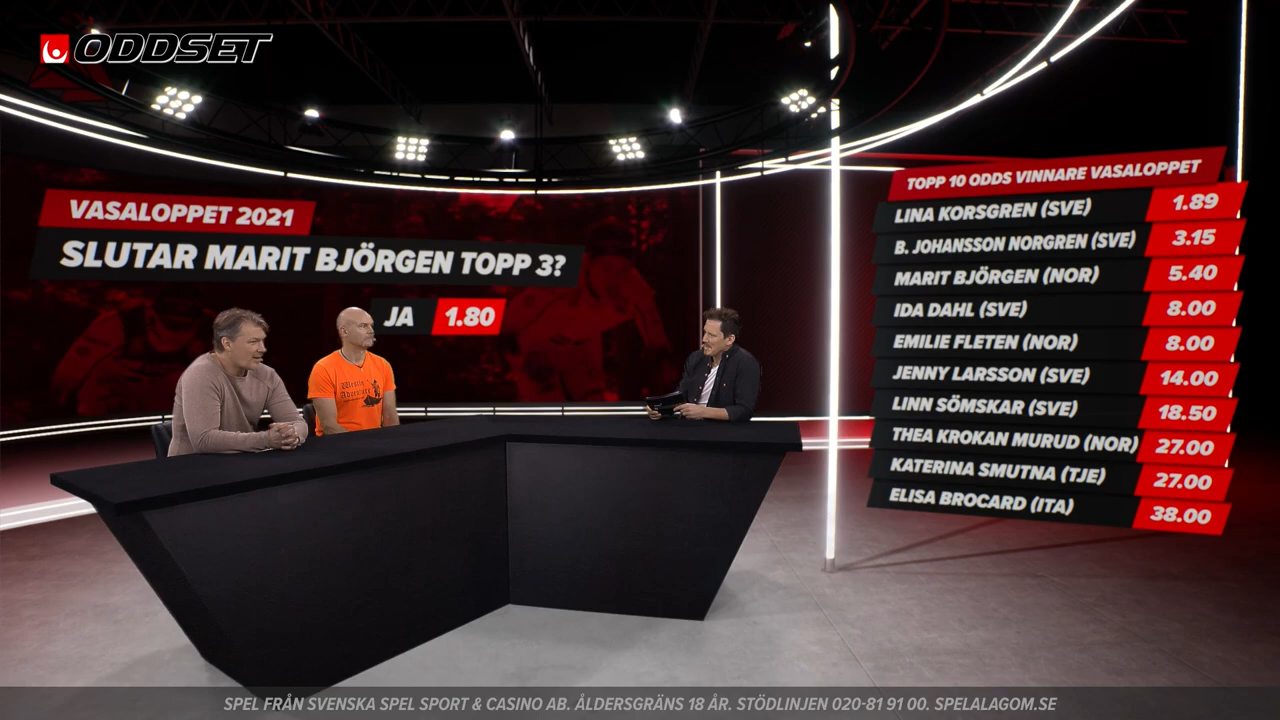 ODDSET
VASALOPPET 2021
SLUTAR MARIT BJÖRGEN TOPP 3?
JA 1.80
TOPP 10 ODDS VINNARE VASALOPPET
LINA KORSGREN (SVE) 1.89
B. JOHANSSON NORGREN (SVE) 3.15
MARIT BJÖRGEN (NOR) 5.40
IDA DAHL (SVE) 8.00
EMILIE FLETEN (NOR) 8.00
JENNY LARSSON (SVE) 14.00
LINN SÖMSKAR (SVE) 18.50
THEA KROKAN MURUD (NOR) 27.00
KATERINA SMUTNA (TJE) 27.00
ELISA BROCARD (ITA) 38.00
SPEL FRÅN SVENSKA SPEL SPORT & CASINO AB. ÅLDERSGRÄNS 18 ÅR. STÖDLINJEN 020-81 91 00. SPELALAGOM.SE